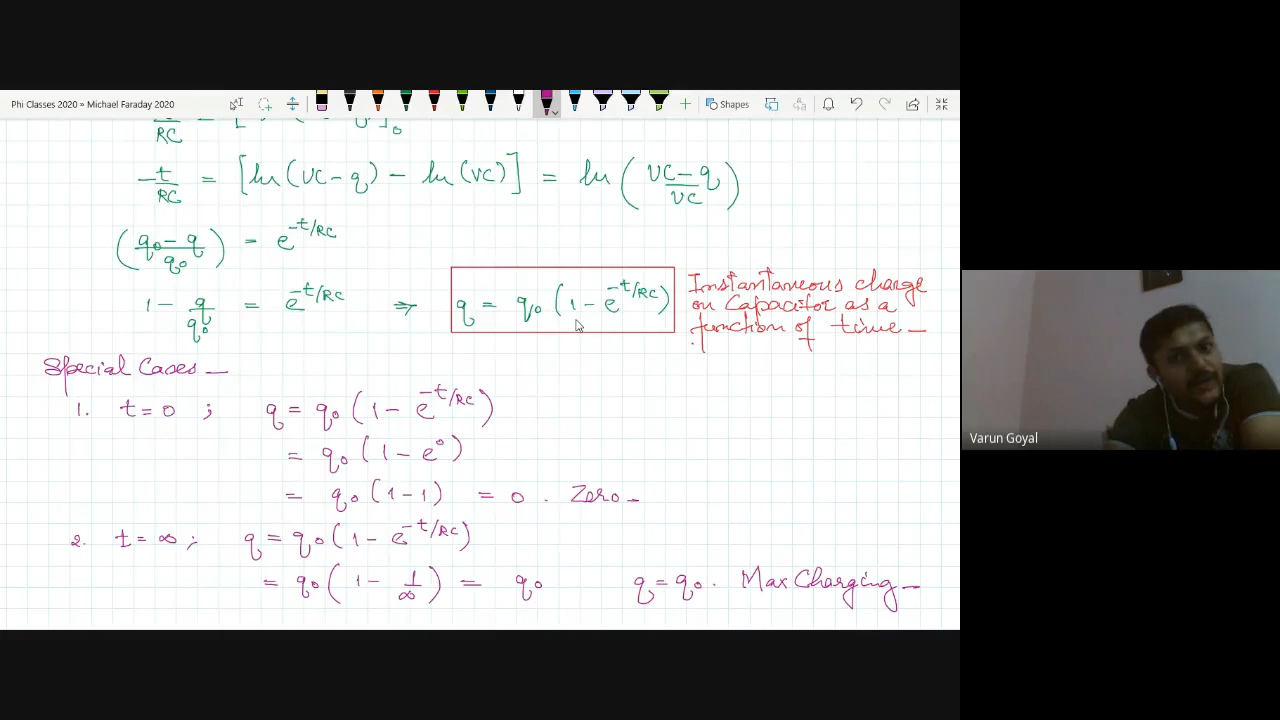 Phi Classes 2020 » Michael Faraday 2020
Shapes
RC
-t/RC = [ln(VC-q) - ln(VC)] = ln((VC-q)/VC)
((q₀-q)/q₀) = e^(-t/RC)
1 - q/q₀ = e^(-t/RC) ⇒ q = q₀(1-e^(-t/RC))
Instantaneous charge
on Capacitor as a
function of time -
Special Cases -
1. t=0 ; q = q₀(1-e^(-t/RC))
= q₀(1-e⁰)
= q₀(1-1) = 0. Zero -
2. t=∞; q = q₀(1-e^(-t/RC))
= q₀(1-1/∞) = q₀ q=q₀. Max Charging -
Varun Goyal